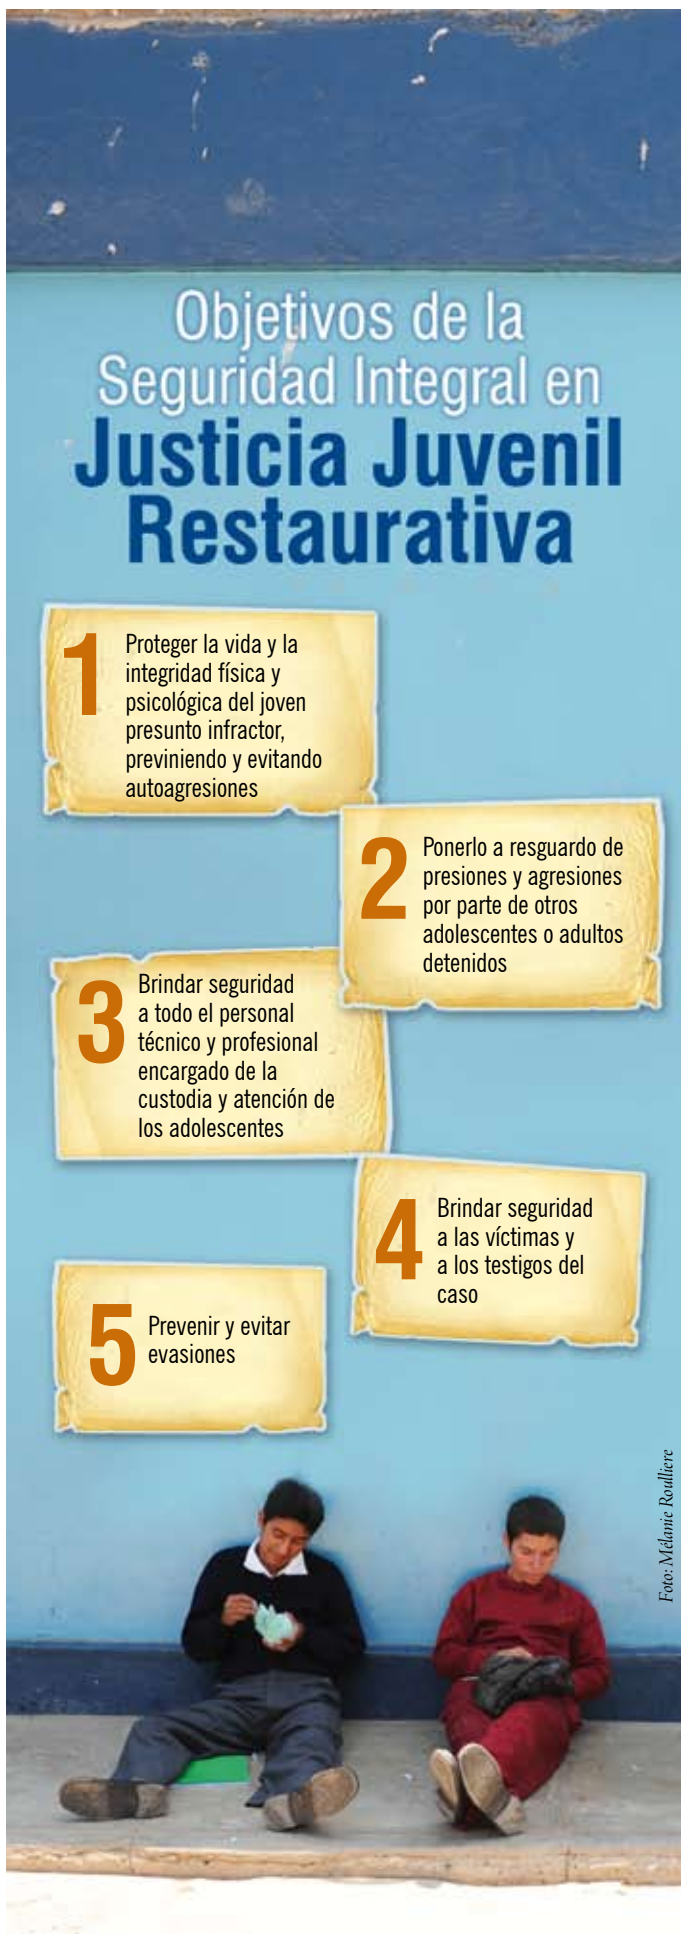 Objetivos de la
Seguridad Integral en
Justicia Juvenil
Restaurativa
1
Proteger la vida y la
integridad física y
psicológica del joven
presunto infractor,
previniendo y evitando
autoagresiones
2
Ponerlo a resguardo de
presiones y agresiones
por parte de otros
adolescentes o adultos
detenidos
3
Brindar seguridad
a todo el personal
técnico y profesional
encargado de la
custodia y atención de
los adolescentes
4
Brindar seguridad
a las víctimas y
a los testigos del
caso
5
Prevenir y evitar
evasiones
Foto: Mélanie Roulliere